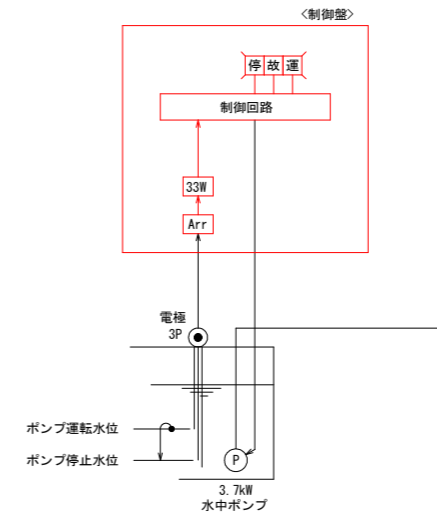 〈制御盤〉
停 故 運
制御回路
33W
Arr
電極
3P
ポンプ運転水位
ポンプ停止水位
P
3.7kW
水中ポンプ